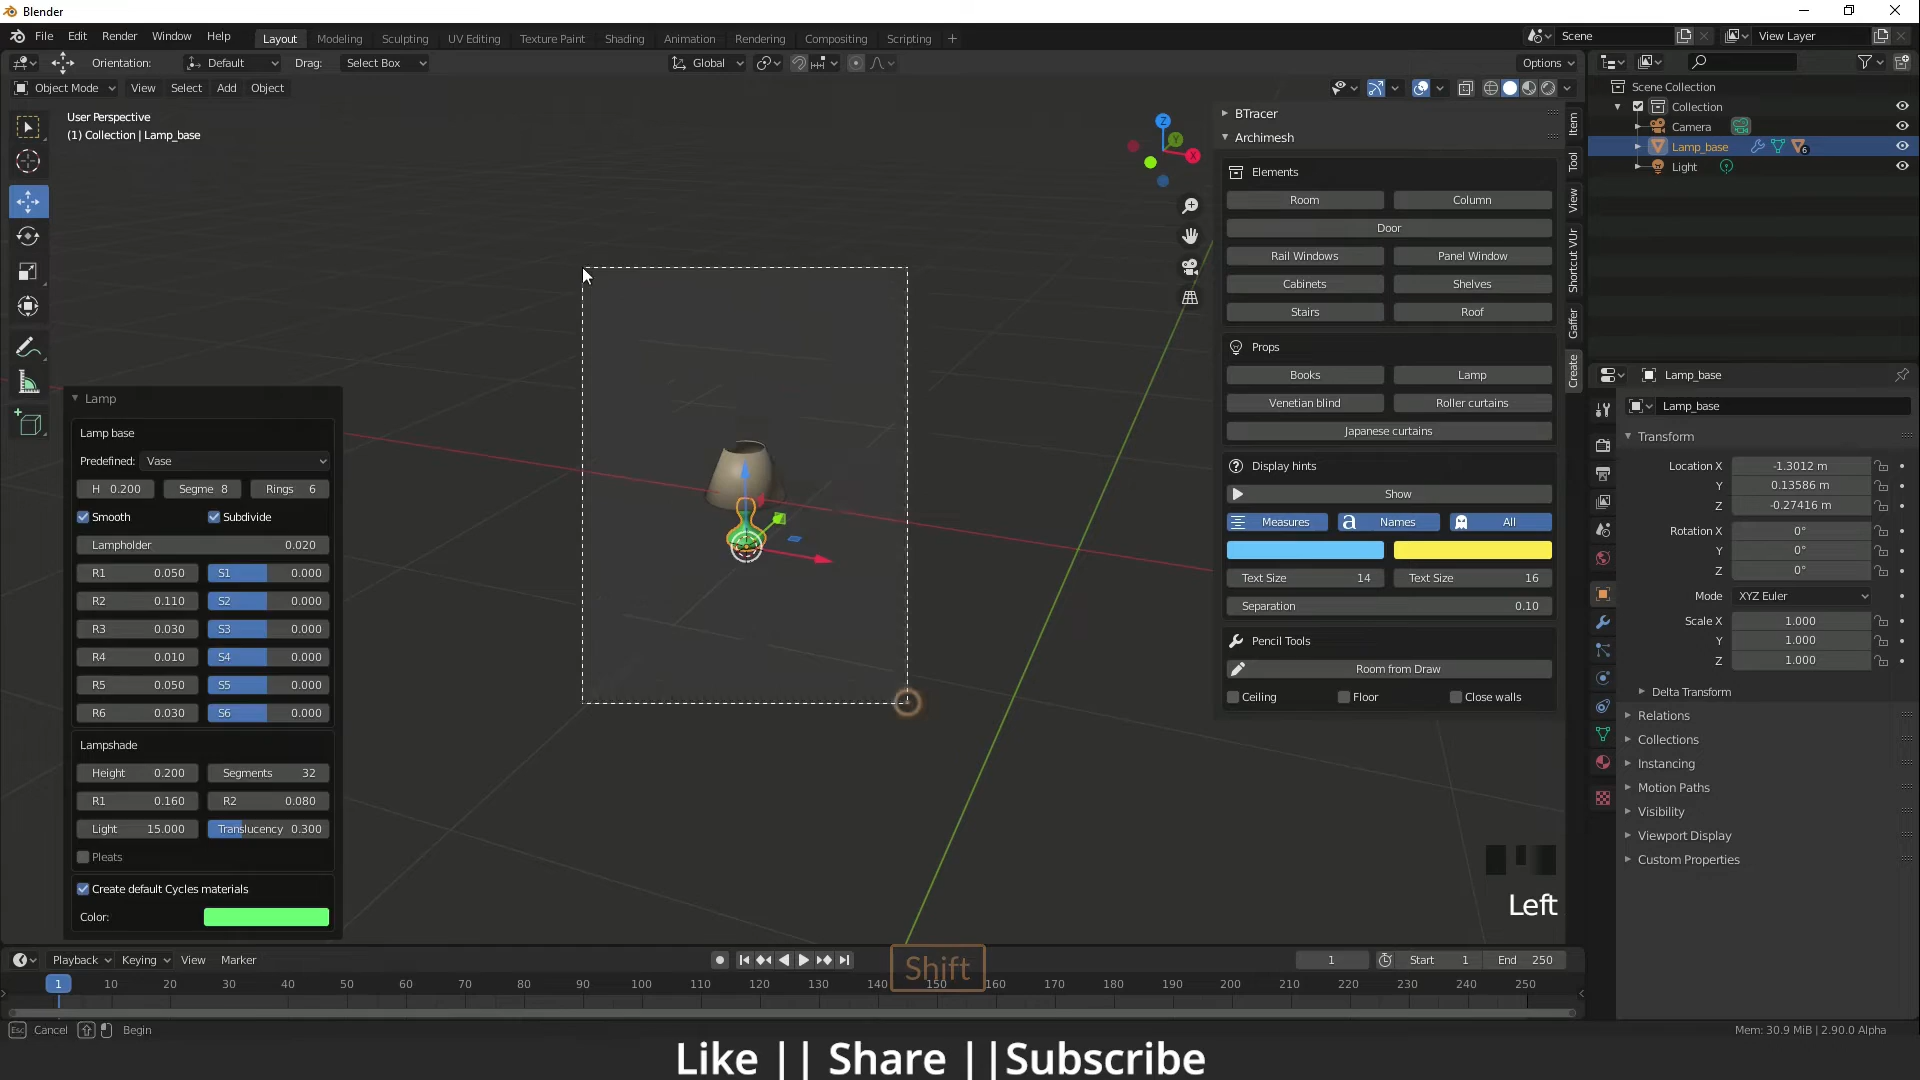 Blender
File Edit Render Window Help
Layout Modeling Sculpting UV Editing Texture Paint Shading Animation Rendering Compositing Scripting +
Scene View Layer
Orientation: Default Drag: Select Box Global Options
Object Mode View Select Add Object
User Perspective
(1) Collection | Lamp_base
Z
Y
X
Scene Collection
Collection
Camera
Lamp_base 6
Light
BTracer
Archimesh
Elements
Room Column
Door
Rail Windows Panel Window
Cabinets Shelves
Stairs Roof
Props
Books Lamp
Venetian blind Roller curtains
Japanese curtains
Display hints
Show
Measures a Names All
Text Size 14 Text Size 16
Separation 0.10
Pencil Tools
Room from Draw
Ceiling Floor Close walls
Item
Tool
View
Shortcut VUr
Gaffer
Create
Lamp
Lamp base
Predefined: Vase
H 0.200 Segme 8 Rings 6
Smooth Subdivide
Lampholder 0.020
R1 0.050 S1 0.000
R2 0.110 S2 0.000
R3 0.030 S3 0.000
R4 0.010 S4 0.000
R5 0.050 S5 0.000
R6 0.030 S6 0.000
Lampshade
Height 0.200 Segments 32
R1 0.160 R2 0.080
Light 15.000 Translucency 0.300
Pleats
Create default Cycles materials
Color:
Lamp_base
Lamp_base
Transform
Location X -1.3012 m
Y 0.13586 m
Z -0.27416 m
Rotation X 0°
Y 0°
Z 0°
Mode XYZ Euler
Scale X 1.000
Y 1.000
Z 1.000
Delta Transform
Relations
Collections
Instancing
Motion Paths
Visibility
Viewport Display
Custom Properties
Left
Shift
Playback Keying View Marker 1 Start 1 End 250
1 10 20 30 40 50 60 70 80 90 100 110 120 130 140 150 160 170 180 190 200 210 220 230 240 250
Esc Cancel Begin Mem: 30.9 MiB | 2.90.0 Alpha
Like || Share ||Subscribe